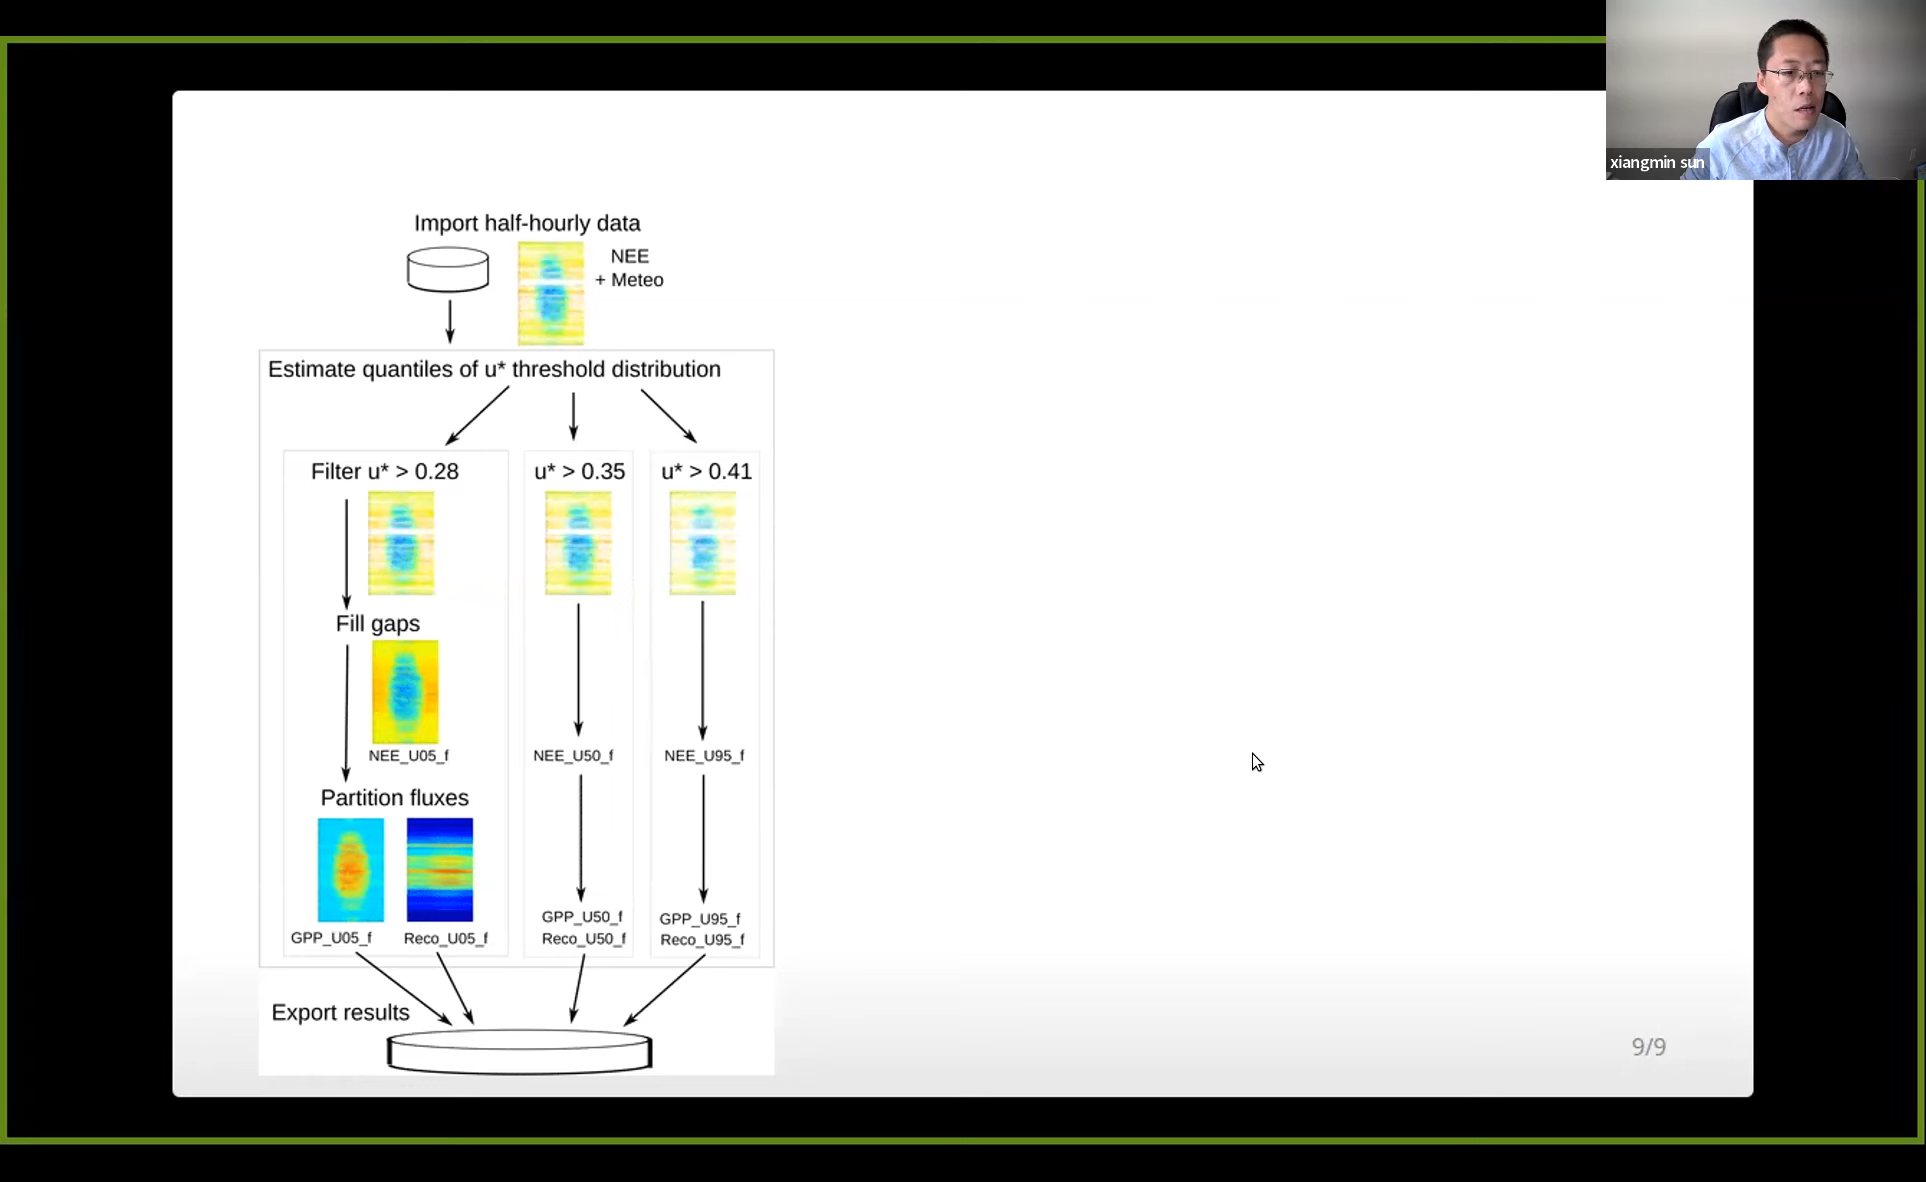 xiangmin sun
Import half-hourly data
NEE
+ Meteo
Estimate quantiles of u* threshold distribution
Filter u* > 0.28
u* > 0.35
u* > 0.41
Fill gaps
NEE_U05_f
NEE_U50_f
NEE_U95_f
Partition fluxes
GPP_U05_f
Reco_U05_f
GPP_U50_f
Reco_U50_f
GPP_U95_f
Reco_U95_f
Export results
9/9